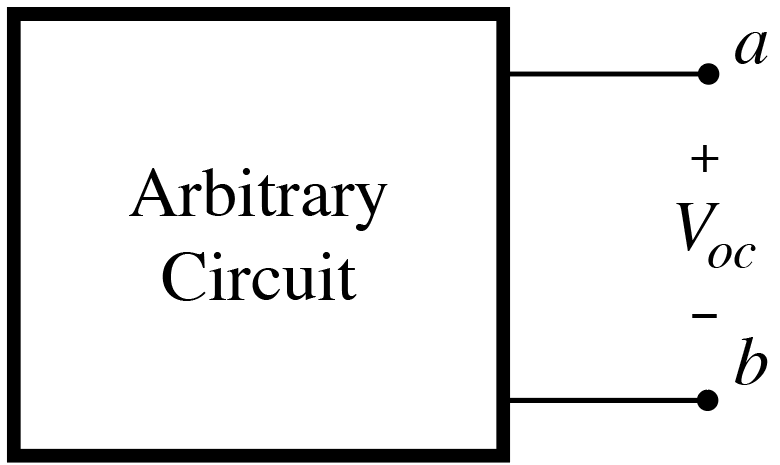 a
+
Arbitrary
V_oc
Circuit
−
b